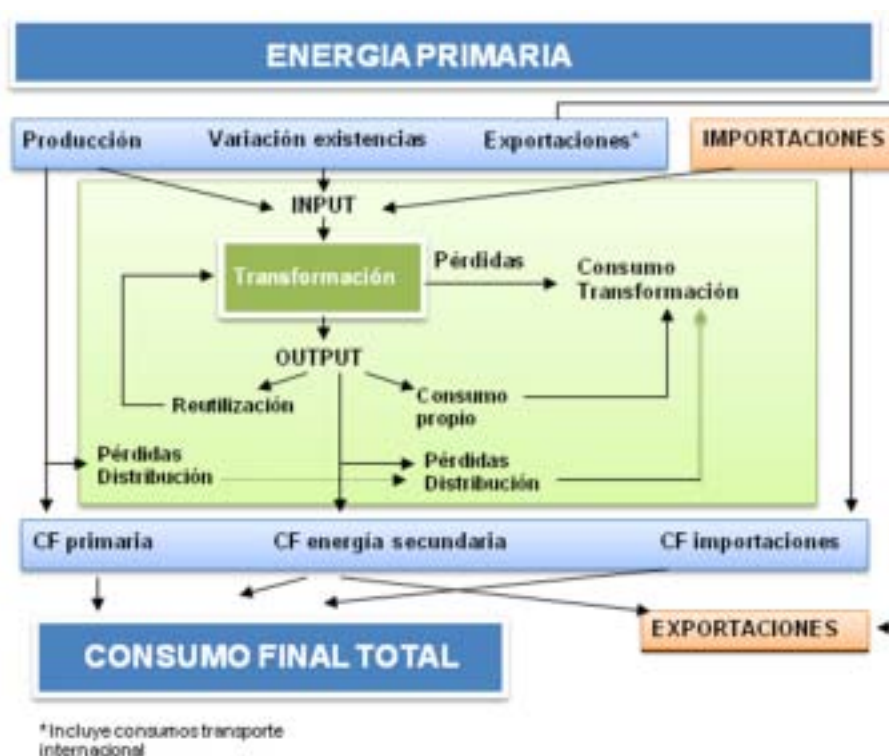 ENERGIA PRIMARIA
Producción Variación existencias Exportaciones* IMPORTACIONES
INPUT
Transformación Pérdidas Consumo
Transformación
OUTPUT
Reutilización Consumo
propio
Pérdidas
Distribución
Pérdidas
Distribución
CF primaria CF energía secundaria CF importaciones
EXPORTACIONES
CONSUMO FINAL TOTAL
* Incluye consumos transporte
internacional